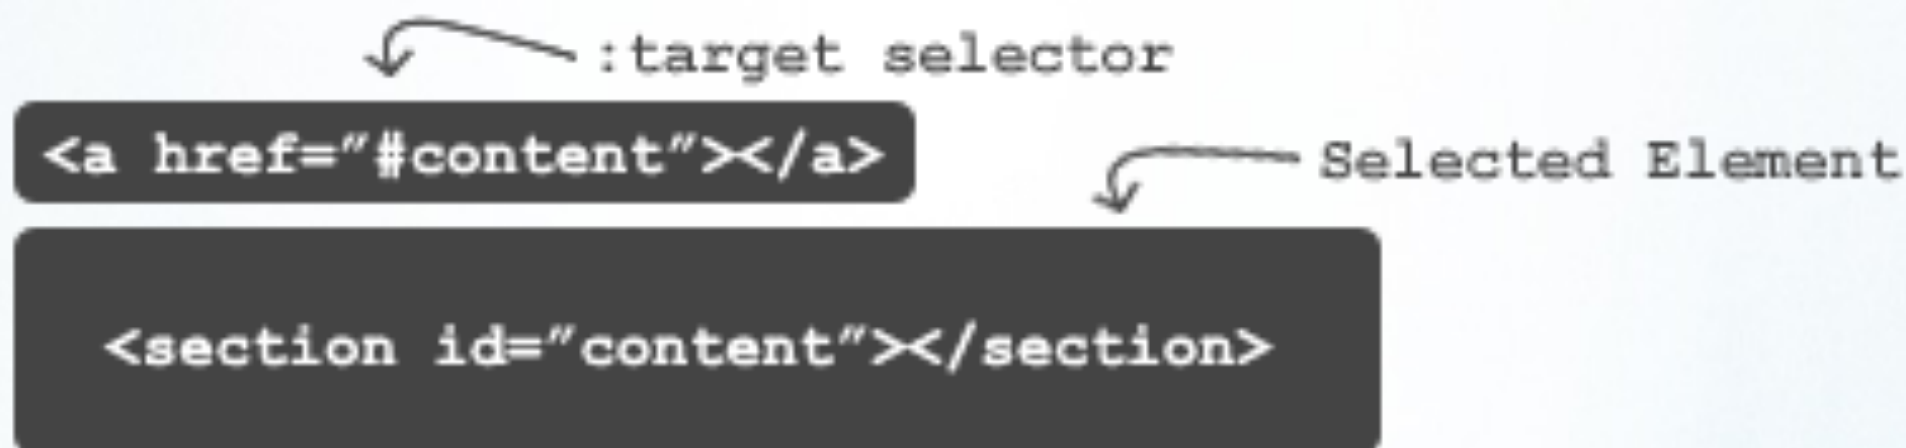 :target selector
<a href="#content"></a>
Selected Element
<section id="content"></section>